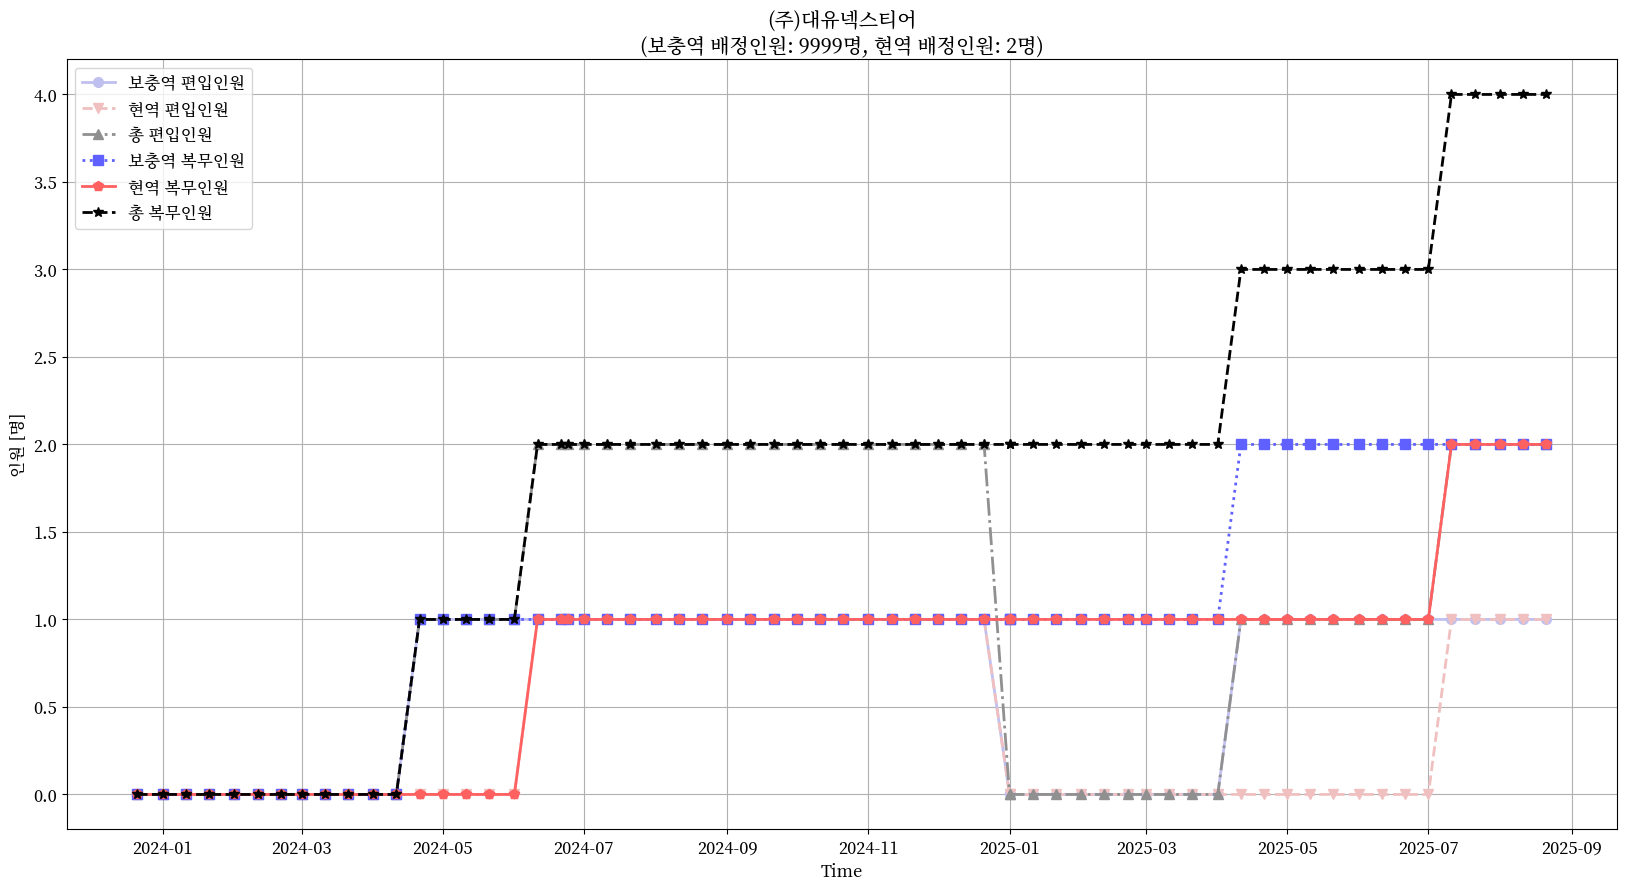 (주)대유넥스티어
(보충역 배정인원: 9999명, 현역 배정인원: 2명)
보충역 편입인원
현역 편입인원
총 편입인원
보충역 복무인원
현역 복무인원
총 복무인원
4.0
3.5
3.0
2.5
2.0
1.5
1.0
0.5
0.0
인원 [명]
2024-01 2024-03 2024-05 2024-07 2024-09 2024-11 2025-01 2025-03 2025-05 2025-07 2025-09
Time